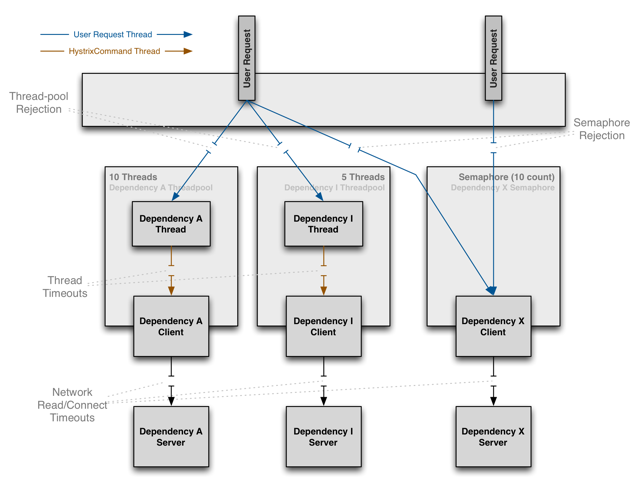 User Request Thread
HystrixCommand Thread
User Request
User Request
Thread-pool
Rejection
Semaphore
Rejection
10 Threads
Dependency A Threadpool
5 Threads
Dependency I Threadpool
Semaphore (10 count)
Dependency X Semaphore
Dependency A
Thread
Dependency I
Thread
Thread
Timeouts
Dependency A
Client
Dependency I
Client
Dependency X
Client
Network
Read/Connect
Timeouts
Dependency A
Server
Dependency I
Server
Dependency X
Server